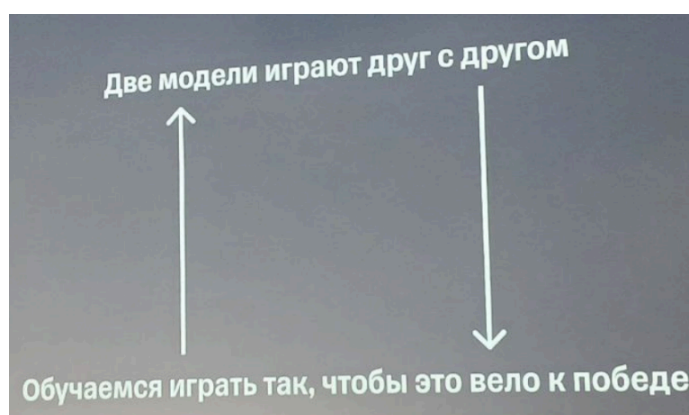 Две модели играют друг с другом
Обучаемся играть так, чтобы это вело к победе